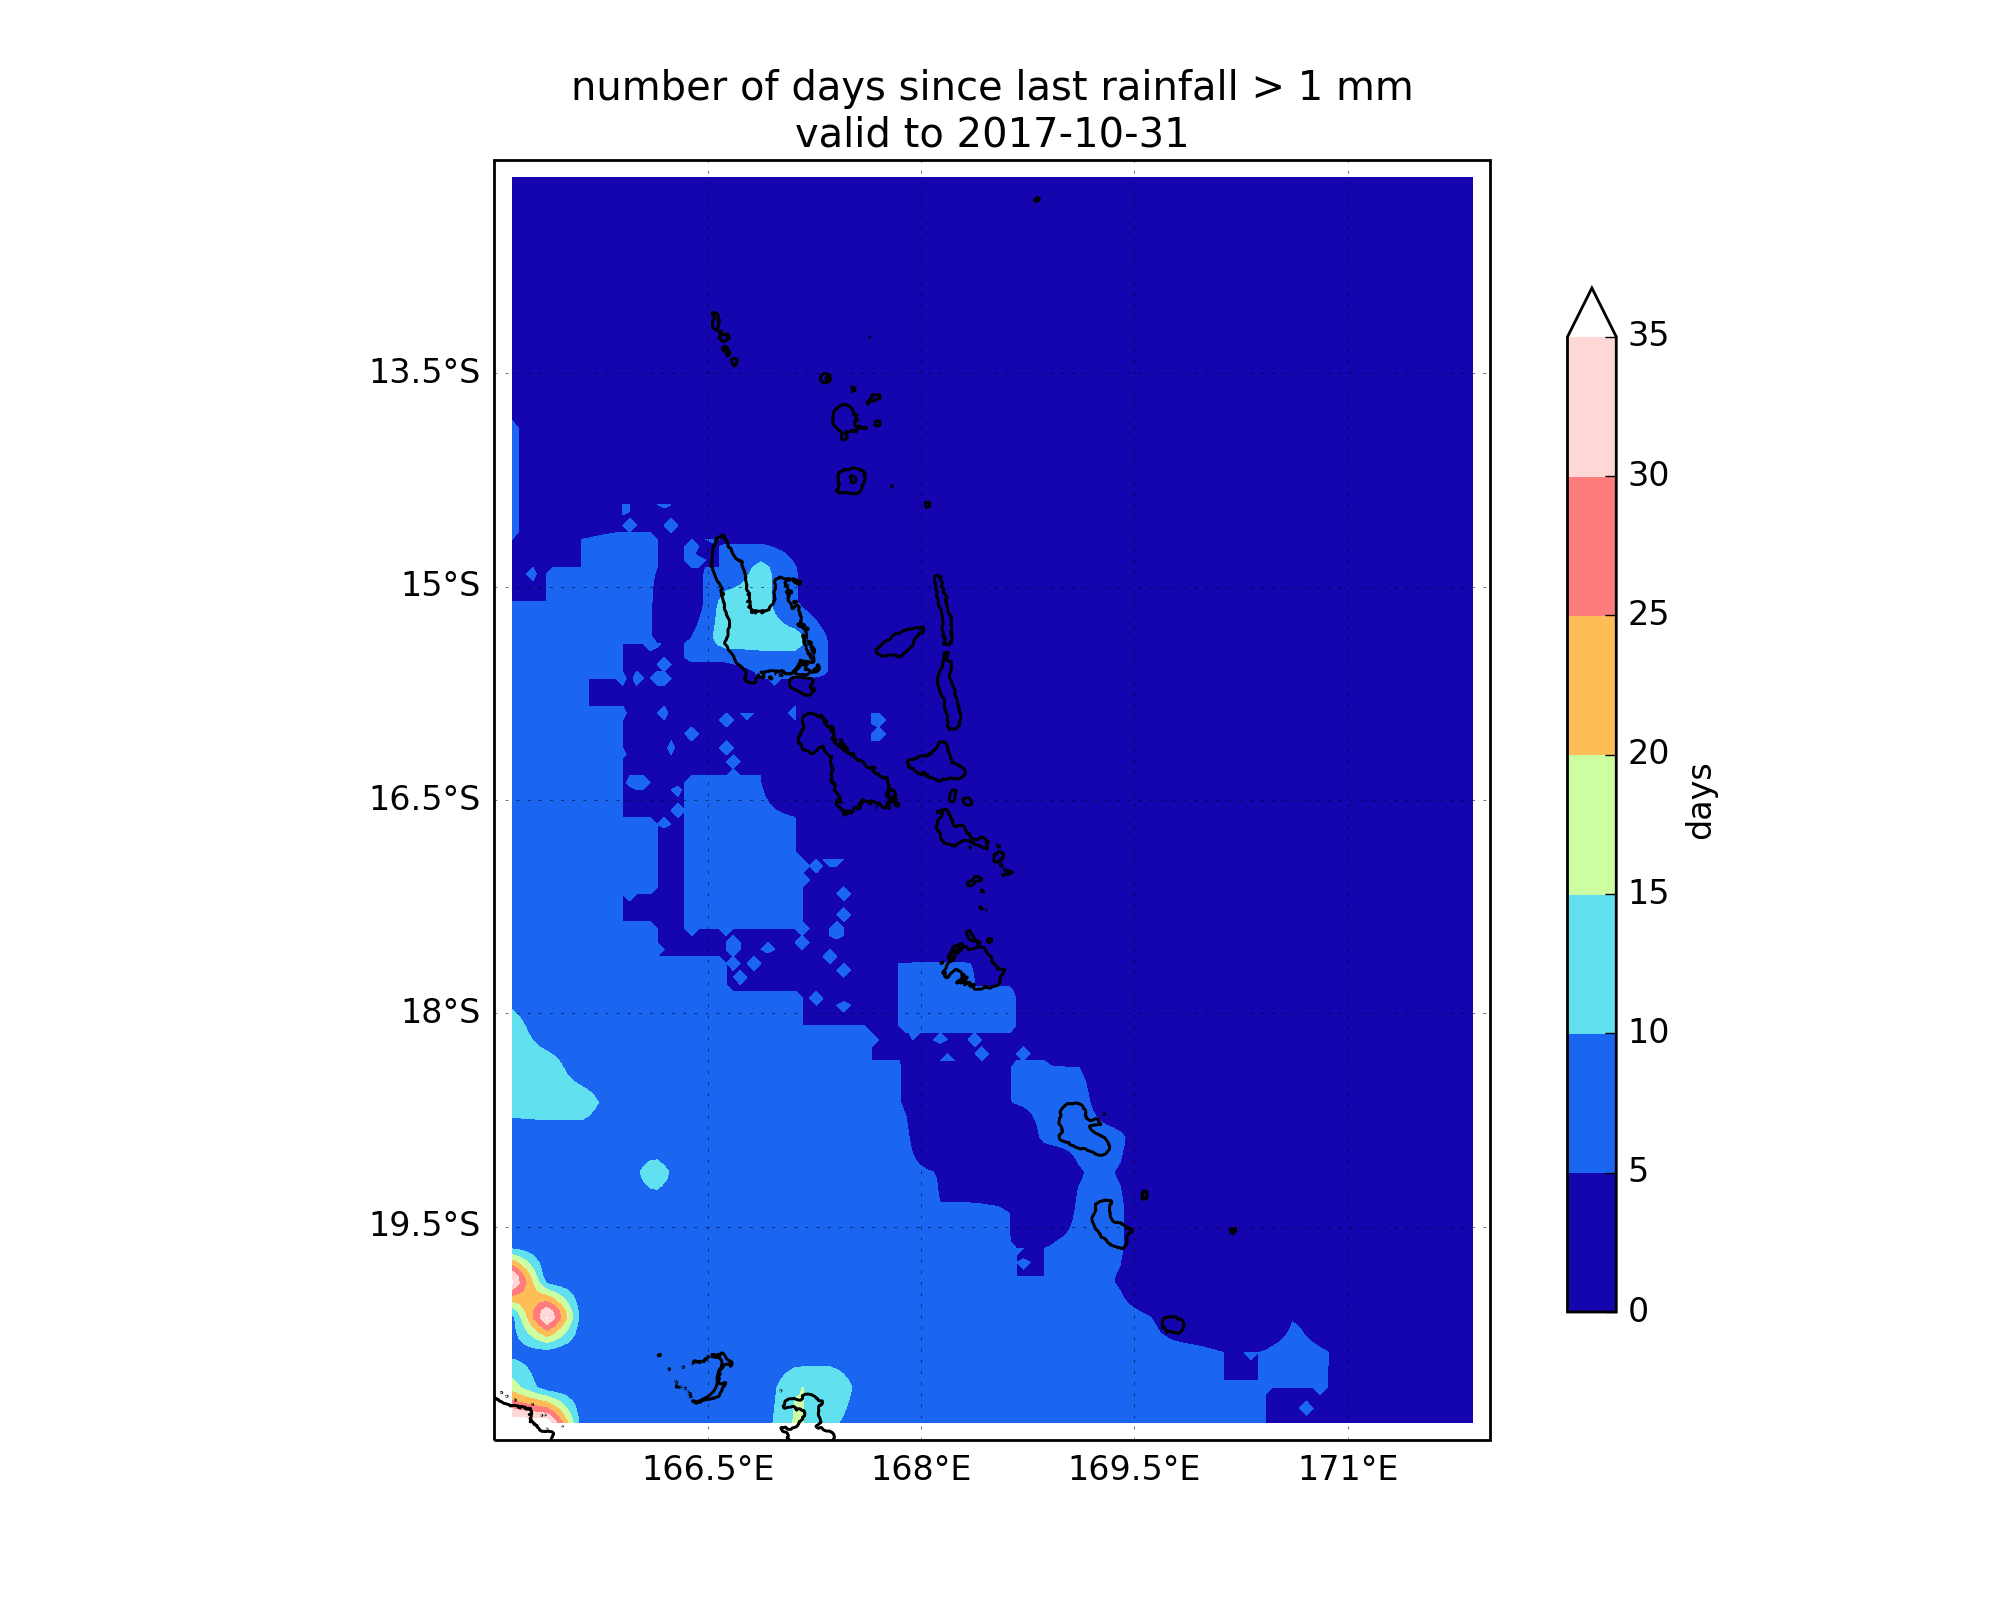 number of days since last rainfall > 1 mm
valid to 2017-10-31
13.5°S
15°S
16.5°S
18°S
19.5°S
166.5°E
168°E
169.5°E
171°E
35
30
25
20
15
10
5
0
days